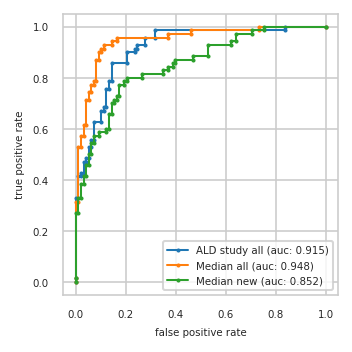 1.0
0.8
0.6
0.4
0.2
0.0
true positive rate
ALD study all (auc: 0.915)
Median all (auc: 0.948)
Median new (auc: 0.852)
0.0 0.2 0.4 0.6 0.8 1.0
false positive rate